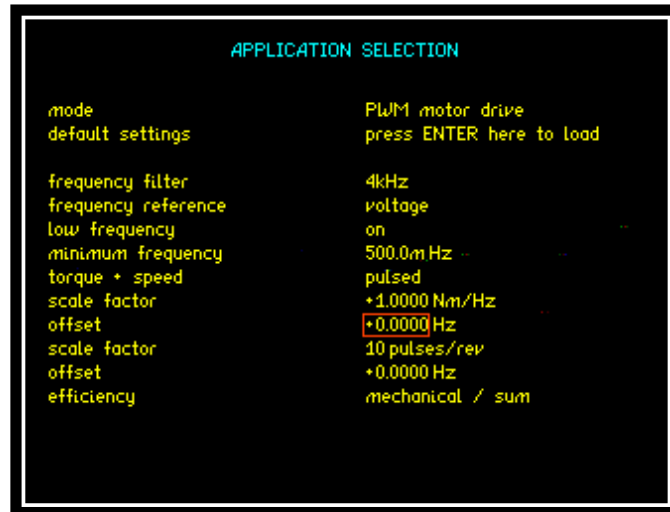 APPLICATION SELECTION
mode PWM motor drive
default settings press ENTER here to load
frequency filter 4kHz
frequency reference voltage
low frequency on
minimum frequency 500.0m Hz
torque + speed pulsed
scale factor +1.0000 Nm/Hz
offset +0.0000 Hz
scale factor 10 pulses/rev
offset +0.0000 Hz
efficiency mechanical / sum